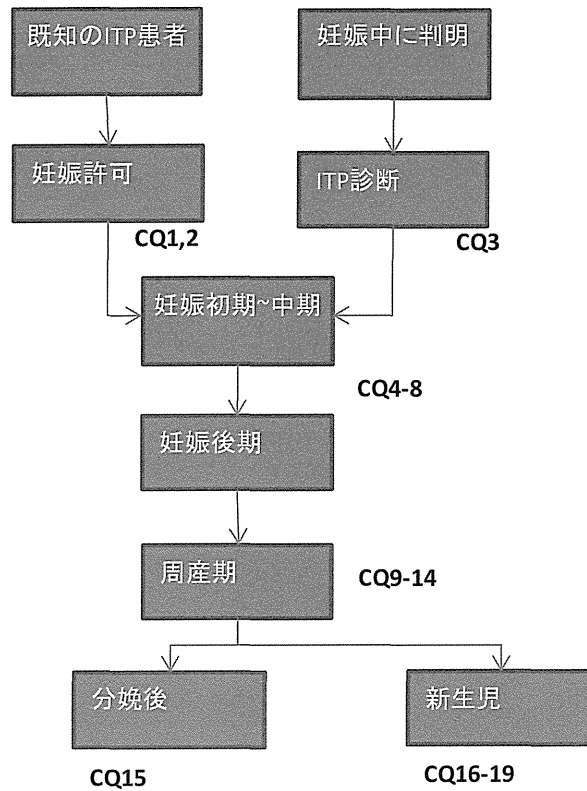 既知のITP患者
妊娠中に判明
妊娠許可
ITP診断
CQ1,2
CQ3
妊娠初期~中期
CQ4-8
妊娠後期
周産期
CQ9-14
分娩後
新生児
CQ15
CQ16-19